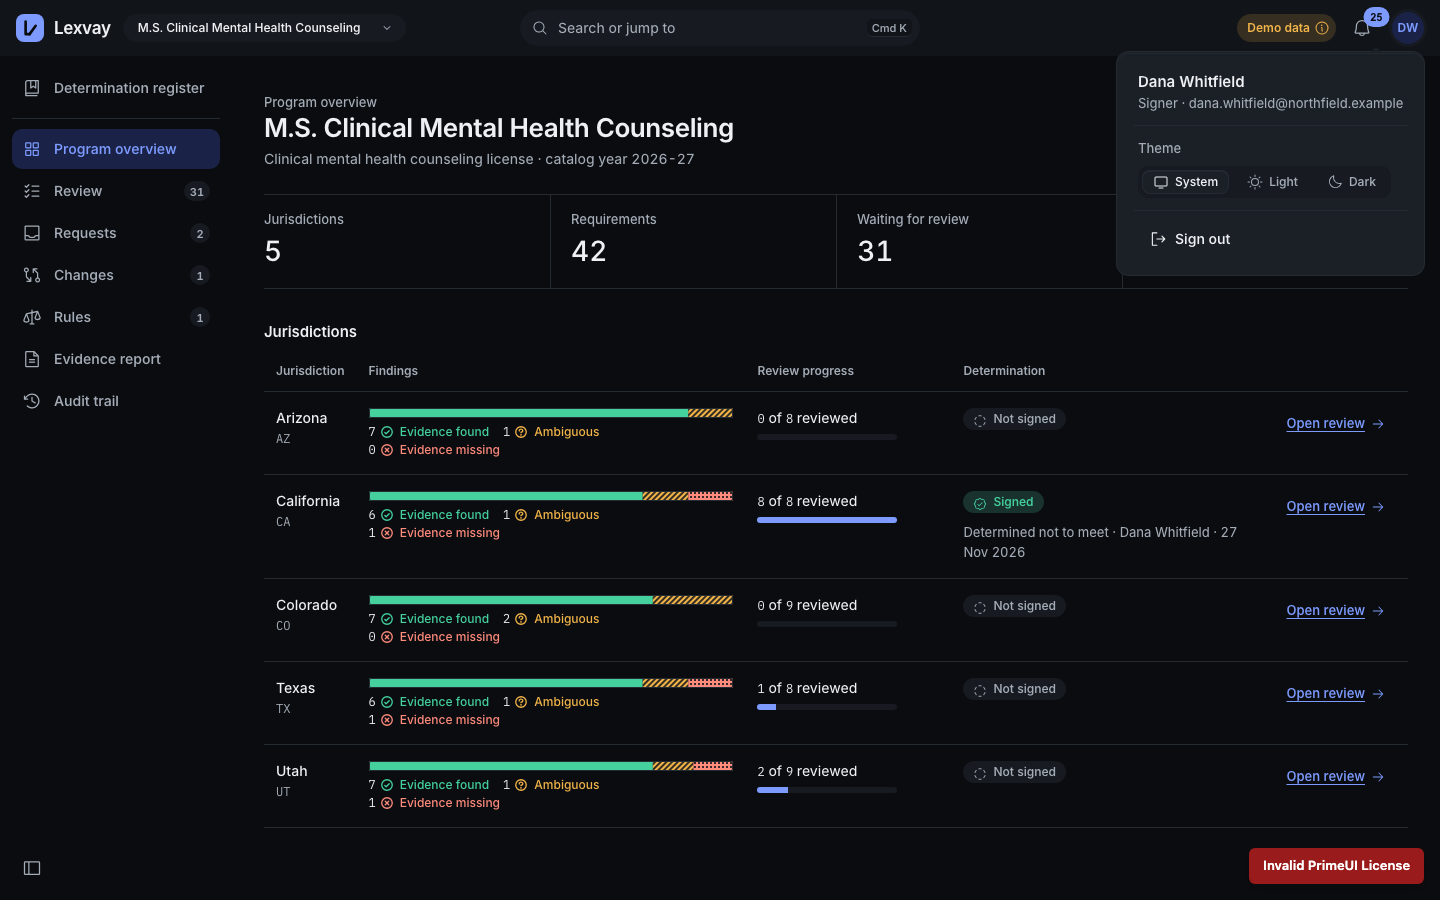 Lexvay
M.S. Clinical Mental Health Counseling
Search or jump to
Cmd K
Demo data
25
DW
Dana Whitfield
Signer · dana.whitfield@northfield.example
Theme
System
Light
Dark
Sign out
Determination register
Program overview
Review 31
Requests 2
Changes 1
Rules 1
Evidence report
Audit trail
Program overview
M.S. Clinical Mental Health Counseling
Clinical mental health counseling license · catalog year 2026-27
Jurisdictions
5
Requirements
42
Waiting for review
31
Jurisdictions
Jurisdiction Findings Review progress Determination
Arizona
AZ
7 Evidence found 1 Ambiguous
0 Evidence missing
0 of 8 reviewed
Not signed
Open review
California
CA
6 Evidence found 1 Ambiguous
1 Evidence missing
8 of 8 reviewed
Signed
Determined not to meet · Dana Whitfield · 27
Nov 2026
Open review
Colorado
CO
7 Evidence found 2 Ambiguous
0 Evidence missing
0 of 9 reviewed
Not signed
Open review
Texas
TX
6 Evidence found 1 Ambiguous
1 Evidence missing
1 of 8 reviewed
Not signed
Open review
Utah
UT
7 Evidence found 1 Ambiguous
1 Evidence missing
2 of 9 reviewed
Not signed
Open review
Invalid PrimeUI License